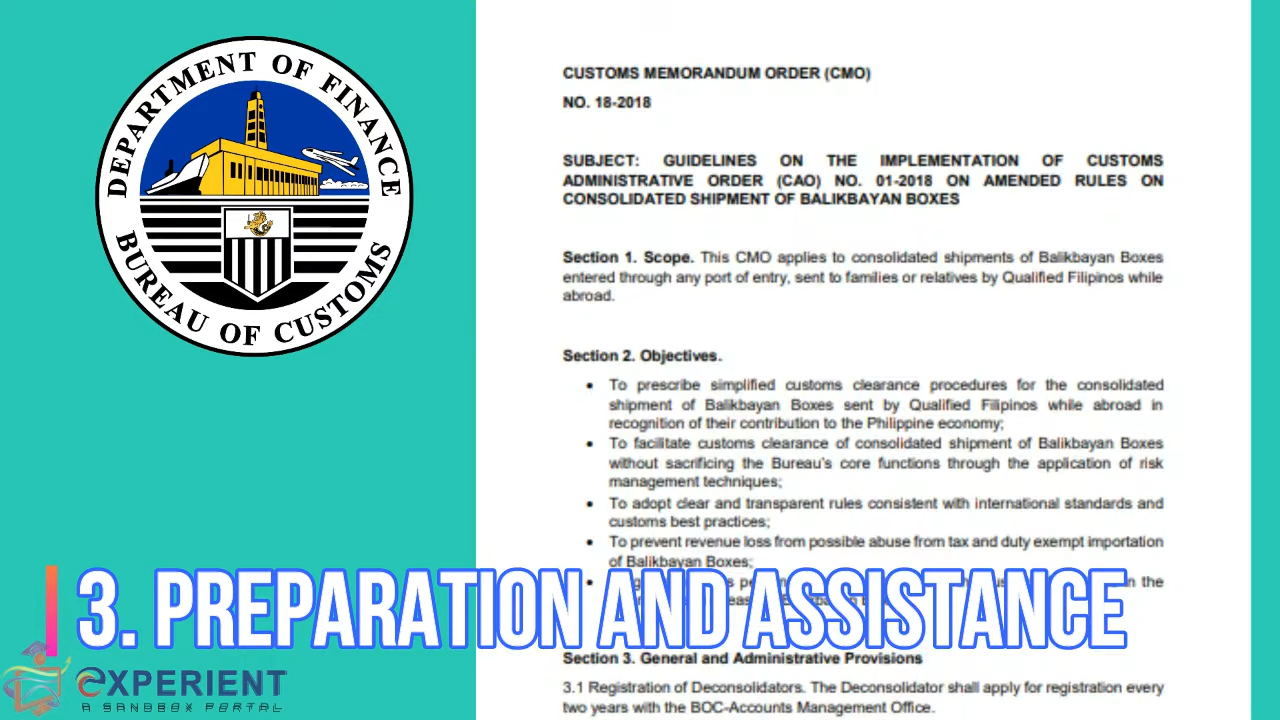 DEPARTMENT OF FINANCE
BUREAU OF CUSTOMS
CUSTOMS MEMORANDUM ORDER (CMO)
NO. 18-2018
SUBJECT: GUIDELINES ON THE IMPLEMENTATION OF CUSTOMS
ADMINISTRATIVE ORDER (CAO) NO. 01-2018 ON AMENDED RULES ON
CONSOLIDATED SHIPMENT OF BALIKBAYAN BOXES
Section 1. Scope. This CMO applies to consolidated shipments of Balikbayan Boxes
entered through any port of entry, sent to families or relatives by Qualified Filipinos while
abroad.
Section 2. Objectives.
• To prescribe simplified customs clearance procedures for the consolidated
shipment of Balikbayan Boxes sent by Qualified Filipinos while abroad in
recognition of their contribution to the Philippine economy;
• To facilitate customs clearance of consolidated shipment of Balikbayan Boxes
without sacrificing the Bureau's core functions through the application of risk
management techniques;
• To adopt clear and transparent rules consistent with international standards and
customs best practices;
• To prevent revenue loss from possible abuse from tax and duty exempt importation
of Balikbayan Boxes;
the
3. PREPARATION AND ASSISTANCE
Section 3. General and Administrative Provisions
3.1 Registration of Deconsolidators. The Deconsolidator shall apply for registration every
two years with the BOC-Accounts Management Office.
eXPERIENT
A SANDBOX PORTAL